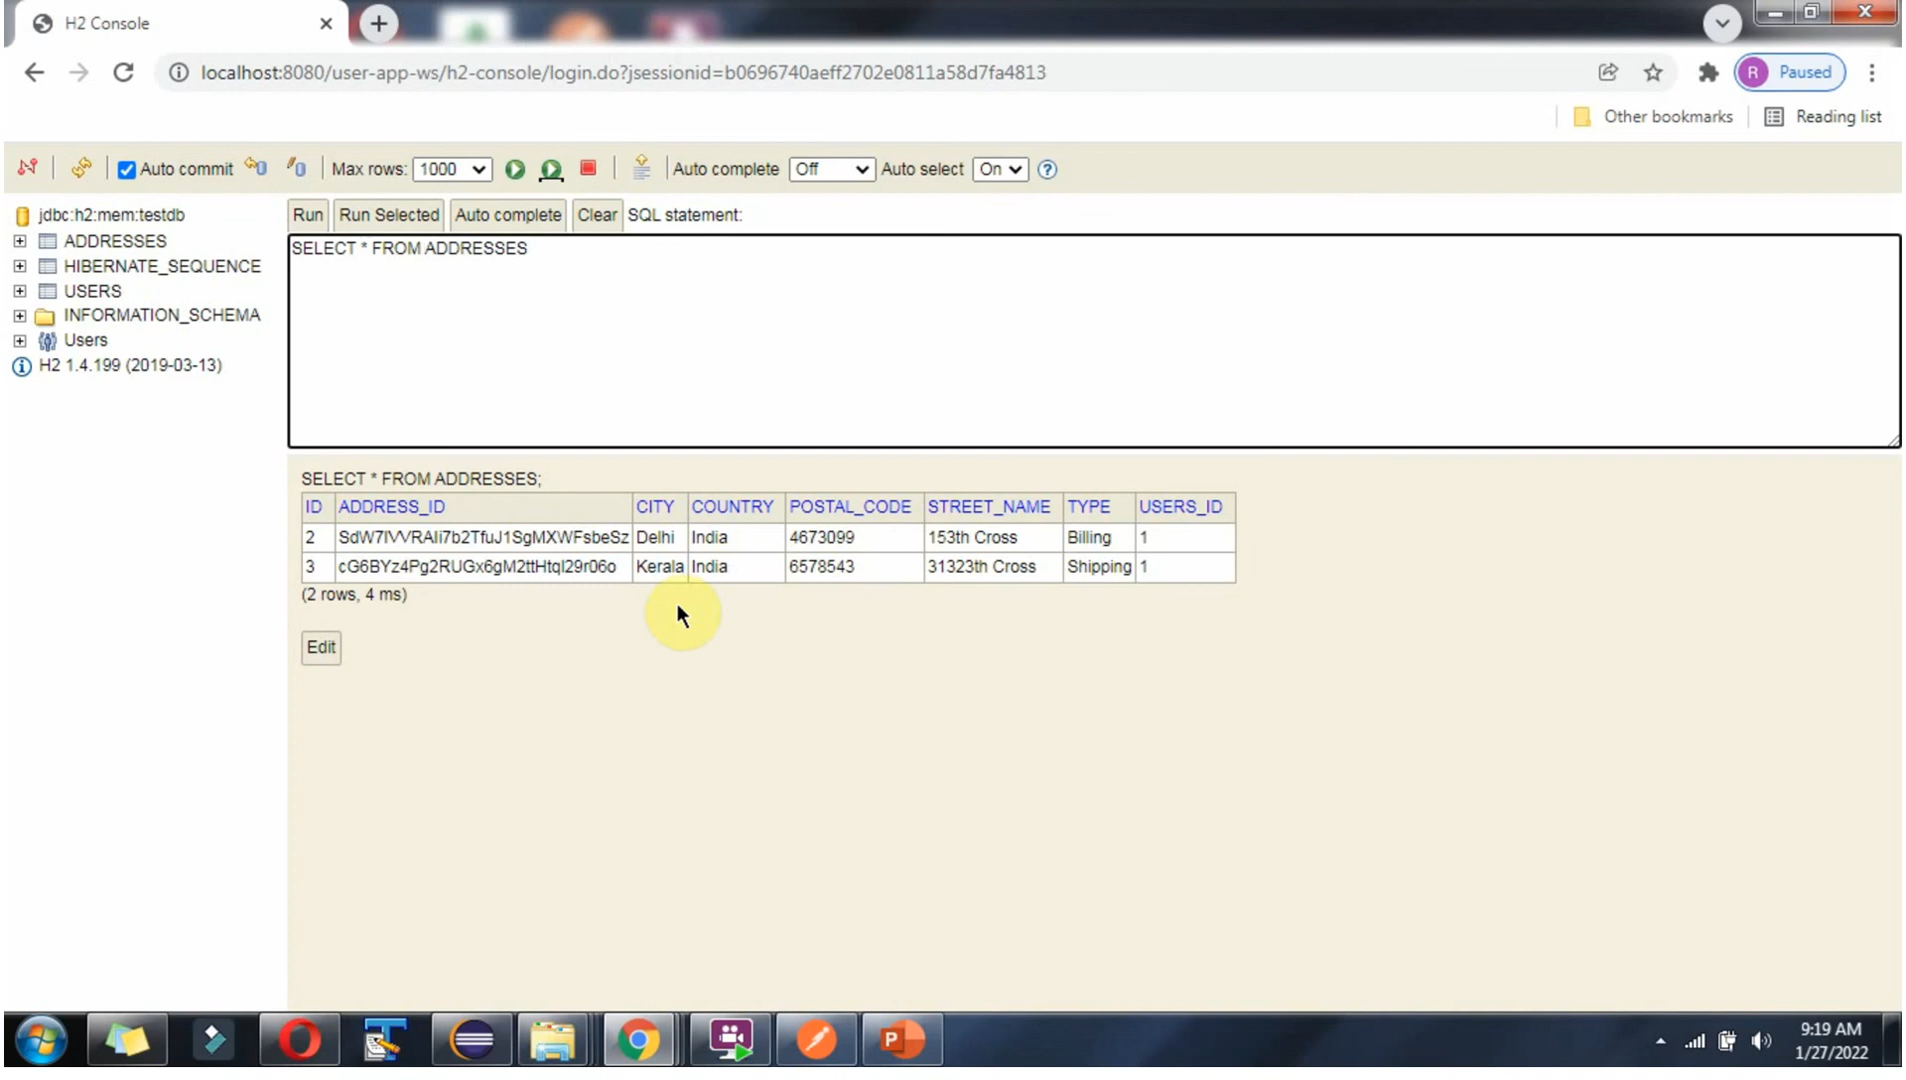 H2 Console
localhost:8080/user-app-ws/h2-console/login.do?jsessionid=b0696740aeff2702e0811a58d7fa4813
R Paused
Other bookmarks Reading list
Auto commit Max rows: 1000 Auto complete Off Auto select On ?
jdbc:h2:mem:testdb
ADDRESSES
HIBERNATE_SEQUENCE
USERS
INFORMATION_SCHEMA
Users
H2 1.4.199 (2019-03-13)
Run Run Selected Auto complete Clear SQL statement:
SELECT * FROM ADDRESSES
SELECT * FROM ADDRESSES;
ID ADDRESS_ID CITY COUNTRY POSTAL_CODE STREET_NAME TYPE USERS_ID
2 Delhi India 4673099 153th Cross Billing 1
3 Kerala India 6578543 31323th Cross Shipping 1
(2 rows, 4 ms)
Edit
9:19 AM
1/27/2022